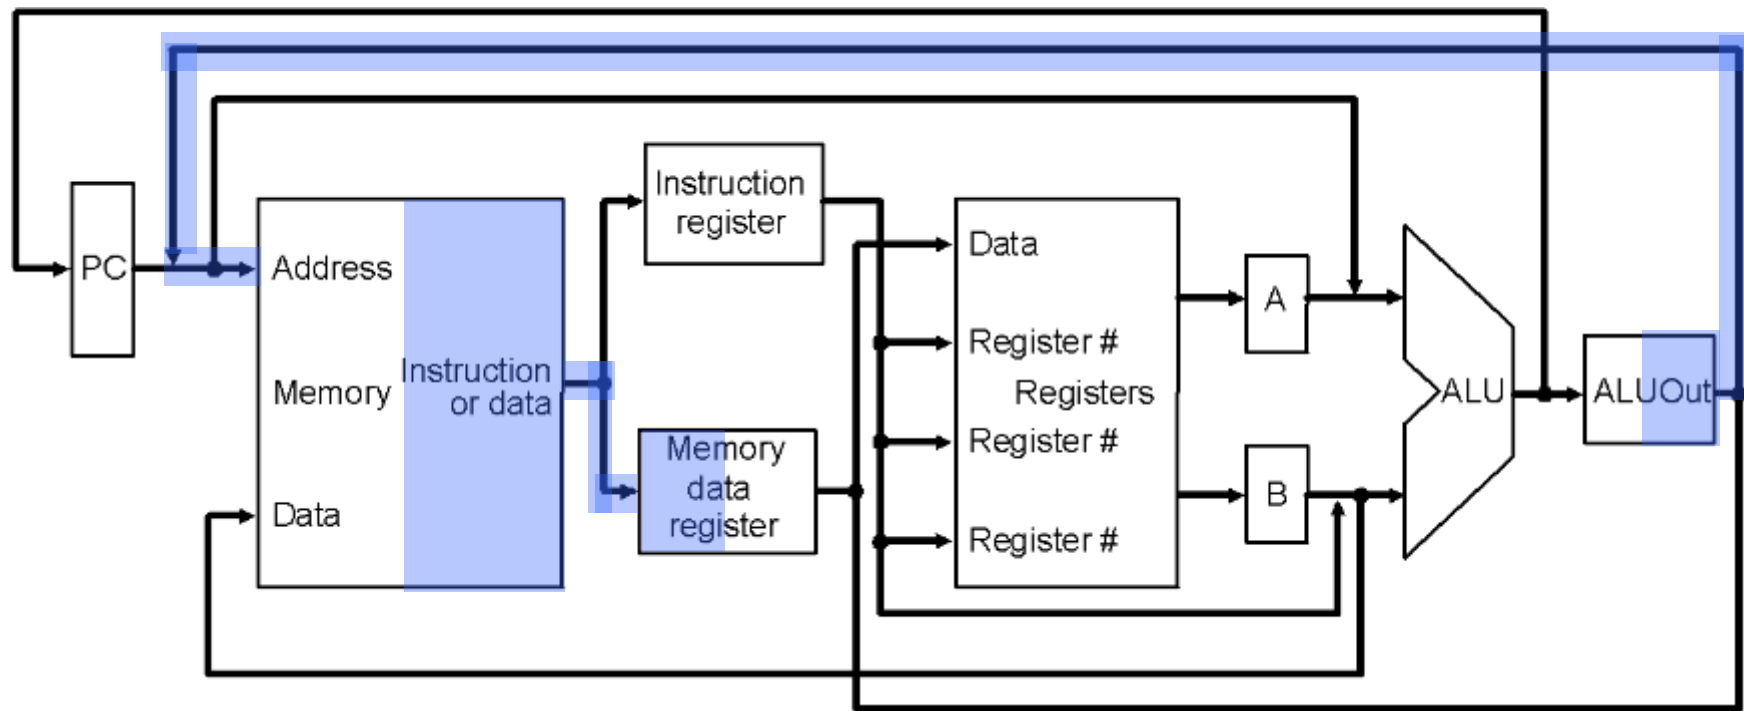 PC
Address
Memory
Instruction
or data
Data
Instruction
register
Memory
data
register
Data
Register #
Registers
Register #
Register #
A
B
ALU
ALUOut